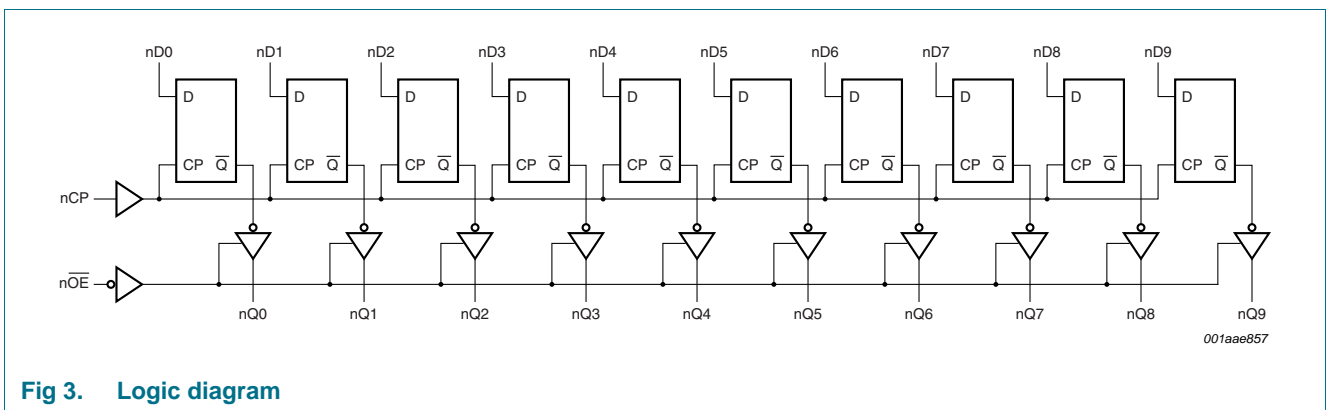 nD0 nD1 nD2 nD3 nD4 nD5 nD6 nD7 nD8 nD9
D D D D D D D D D D
CP Q̅ CP Q̅ CP Q̅ CP Q̅ CP Q̅ CP Q̅ CP Q̅ CP Q̅ CP Q̅ CP Q̅
nCP
nO̅E̅
nQ0 nQ1 nQ2 nQ3 nQ4 nQ5 nQ6 nQ7 nQ8 nQ9
001aae857
Fig 3. Logic diagram